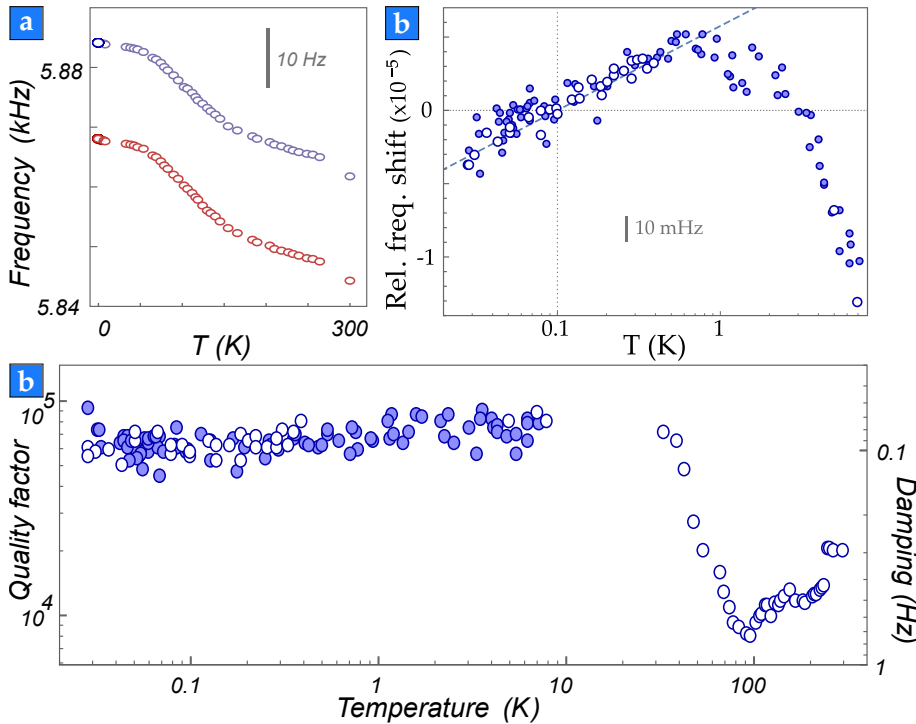 a
5.88
5.84
Frequency (kHz)
10 Hz
0
300
T (K)
b
Rel. freq. shift (x10⁻⁵)
0
-1
10 mHz
0.1
1
T (K)
b
10⁵
10⁴
Quality factor
0.1
1
Damping (Hz)
0.1
1
10
100
Temperature (K)